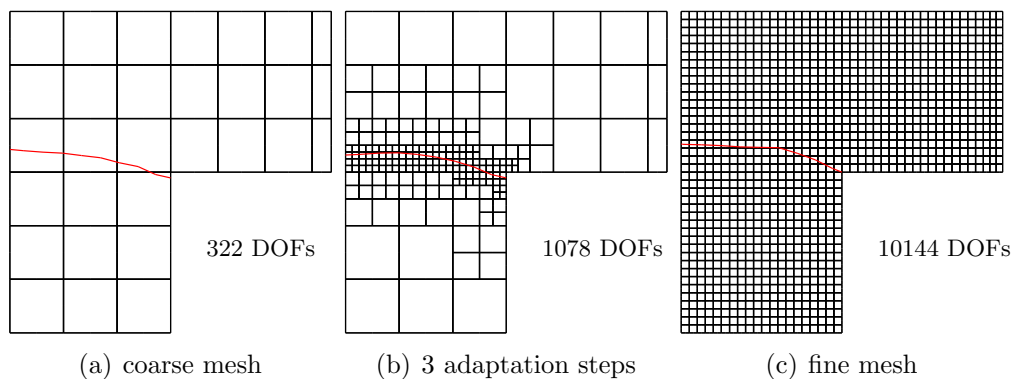 322 DOFs
1078 DOFs
10144 DOFs
(a) coarse mesh
(b) 3 adaptation steps
(c) fine mesh